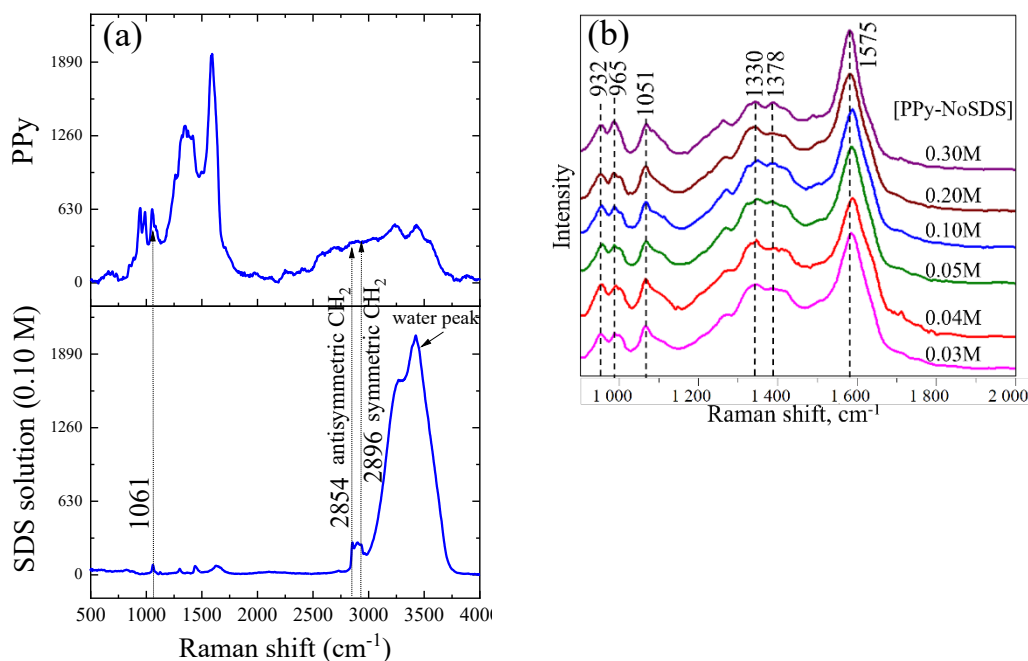 (a)
PPy
1890
1260
630
0
SDS solution (0.10 M)
1890
1260
630
0
1061
2854 antisymmetric CH₂
2896 symmetric CH₂
water peak
500 1000 1500 2000 2500 3000 3500 4000
Raman shift (cm⁻¹)
(b)
932
965
1051
1330
1378
1575
[PPy-NoSDS]
0.30M
0.20M
0.10M
0.05M
0.04M
0.03M
Intensity
1 000 1 200 1 400 1 600 1 800 2 000
Raman shift, cm⁻¹